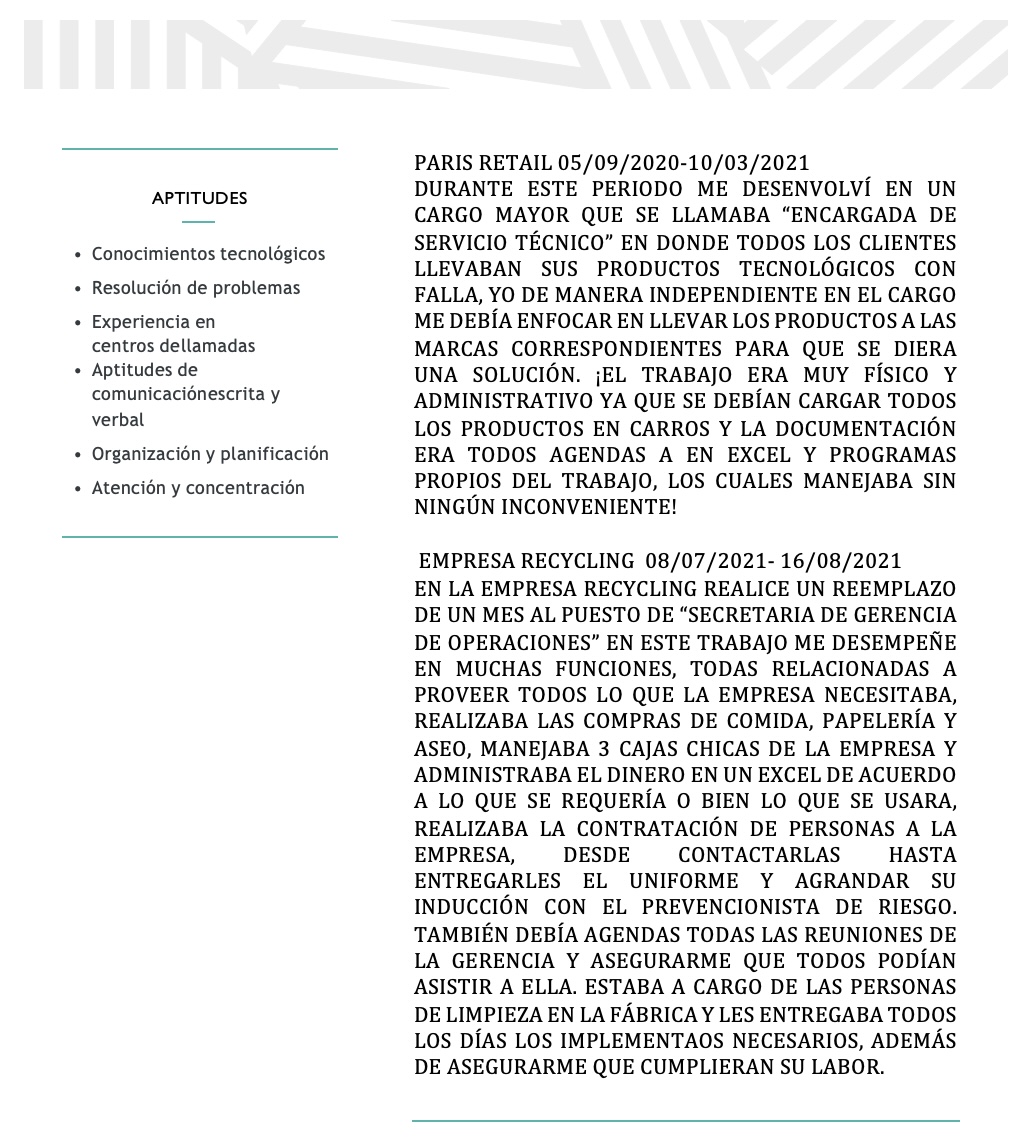 APTITUDES
• Conocimientos tecnológicos
• Resolución de problemas
• Experiencia en
centros dellamadas
• Aptitudes de
comunicaciónescrita y
verbal
• Organización y planificación
• Atención y concentración
PARIS RETAIL 05/09/2020-10/03/2021
DURANTE ESTE PERIODO ME DESENVOLVÍ EN UN
CARGO MAYOR QUE SE LLAMABA “ENCARGADA DE
SERVICIO TÉCNICO” EN DONDE TODOS LOS CLIENTES
LLEVABAN SUS PRODUCTOS TECNOLÓGICOS CON
FALLA, YO DE MANERA INDEPENDIENTE EN EL CARGO
ME DEBÍA ENFOCAR EN LLEVAR LOS PRODUCTOS A LAS
MARCAS CORRESPONDIENTES PARA QUE SE DIERA
UNA SOLUCIÓN. ¡EL TRABAJO ERA MUY FÍSICO Y
ADMINISTRATIVO YA QUE SE DEBÍAN CARGAR TODOS
LOS PRODUCTOS EN CARROS Y LA DOCUMENTACIÓN
ERA TODOS AGENDAS A EN EXCEL Y PROGRAMAS
PROPIOS DEL TRABAJO, LOS CUALES MANEJABA SIN
NINGÚN INCONVENIENTE!
EMPRESA RECYCLING 08/07/2021- 16/08/2021
EN LA EMPRESA RECYCLING REALICE UN REEMPLAZO
DE UN MES AL PUESTO DE “SECRETARIA DE GERENCIA
DE OPERACIONES” EN ESTE TRABAJO ME DESEMPEÑE
EN MUCHAS FUNCIONES, TODAS RELACIONADAS A
PROVEER TODOS LO QUE LA EMPRESA NECESITABA,
REALIZABA LAS COMPRAS DE COMIDA, PAPELERÍA Y
ASEO, MANEJABA 3 CAJAS CHICAS DE LA EMPRESA Y
ADMINISTRABA EL DINERO EN UN EXCEL DE ACUERDO
A LO QUE SE REQUERÍA O BIEN LO QUE SE USARA,
REALIZABA LA CONTRATACIÓN DE PERSONAS A LA
EMPRESA, DESDE CONTACTARLAS HASTA
ENTREGARLES EL UNIFORME Y AGRANDAR SU
INDUCCIÓN CON EL PREVENCIONISTA DE RIESGO.
TAMBIÉN DEBÍA AGENDAS TODAS LAS REUNIONES DE
LA GERENCIA Y ASEGURARME QUE TODOS PODÍAN
ASISTIR A ELLA. ESTABA A CARGO DE LAS PERSONAS
DE LIMPIEZA EN LA FÁBRICA Y LES ENTREGABA TODOS
LOS DÍAS LOS IMPLEMENTAOS NECESARIOS, ADEMÁS
DE ASEGURARME QUE CUMPLIERAN SU LABOR.